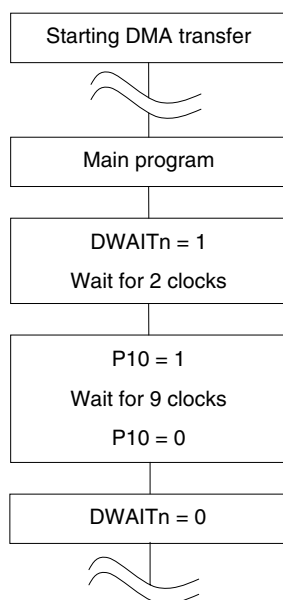 Starting DMA transfer
Main program
DWAITn = 1
Wait for 2 clocks
P10 = 1
Wait for 9 clocks
P10 = 0
DWAITn = 0